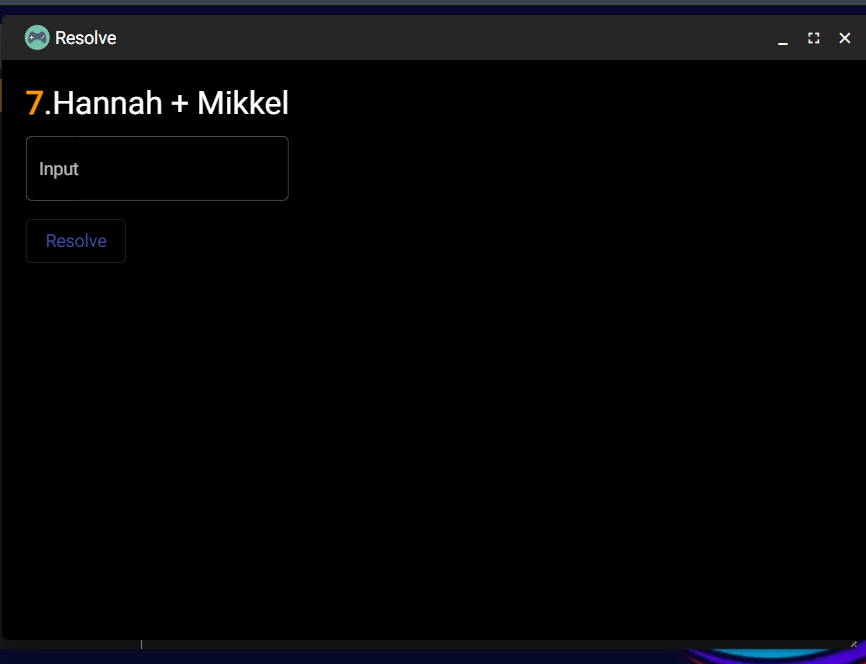 Resolve
7.Hannah + Mikkel
Input
Resolve